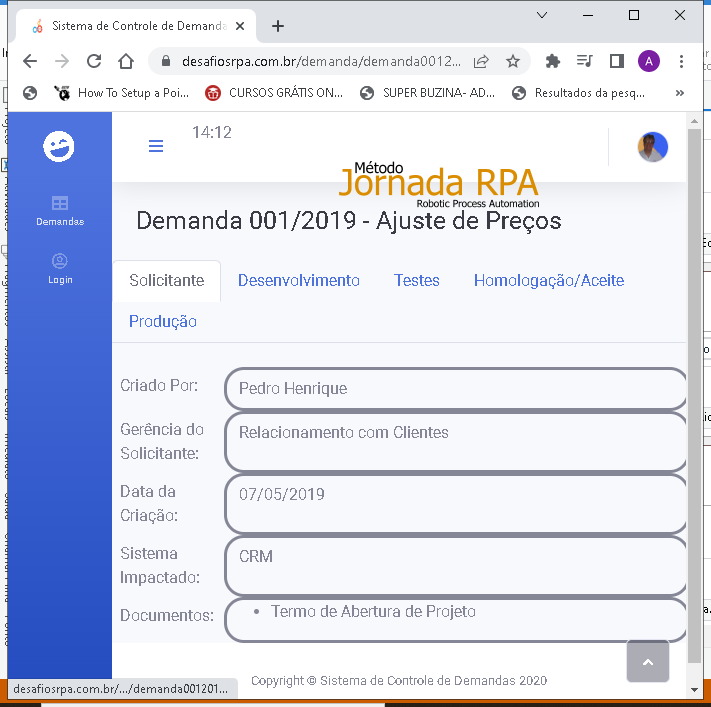 Sistema de Controle de Demanda
desafiosrpa.com.br/demanda/demanda0012...
A
How To Setup a Poi...
CURSOS GRÁTIS ON...
SUPER BUZINA- AD...
Resultados da pesq...
»
14:12
Método
Jornada RPA
Robotic Process Automation
Demandas
Login
Demanda 001/2019 - Ajuste de Preços
Solicitante
Desenvolvimento
Testes
Homologação/Aceite
Produção
Criado Por:
Pedro Henrique
Gerência do
Solicitante:
Relacionamento com Clientes
Data da
Criação:
07/05/2019
Sistema
Impactado:
CRM
Documentos:
• Termo de Abertura de Projeto
Copyright © Sistema de Controle de Demandas 2020
desafiosrpa.com.br/.../demanda001201...